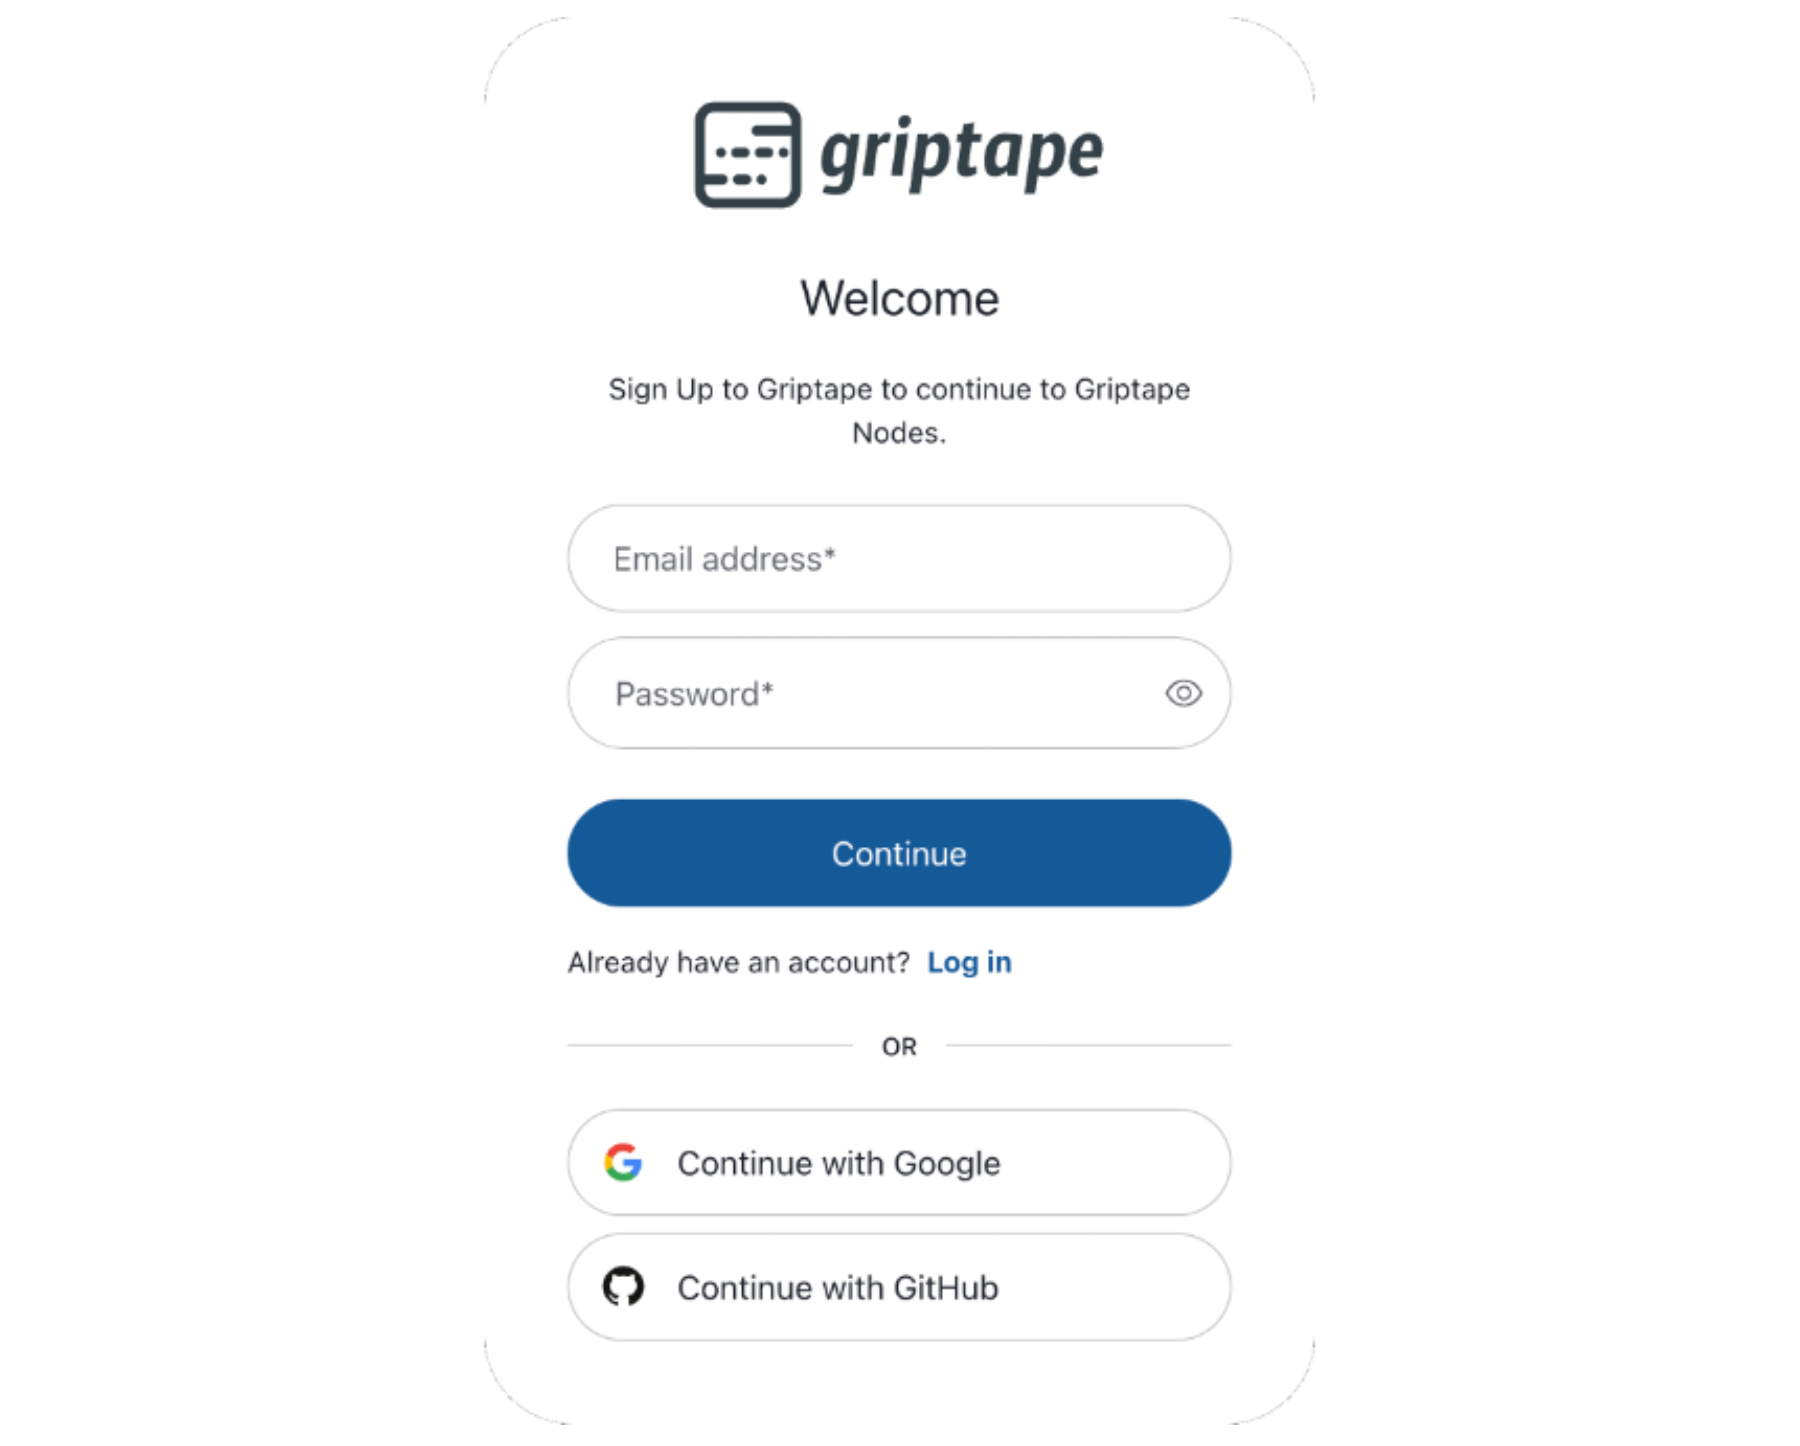 griptape
Welcome
Sign Up to Griptape to continue to Griptape
Nodes.
Email address*
Password*
Continue
Already have an account? Log in
OR
Continue with Google
Continue with GitHub